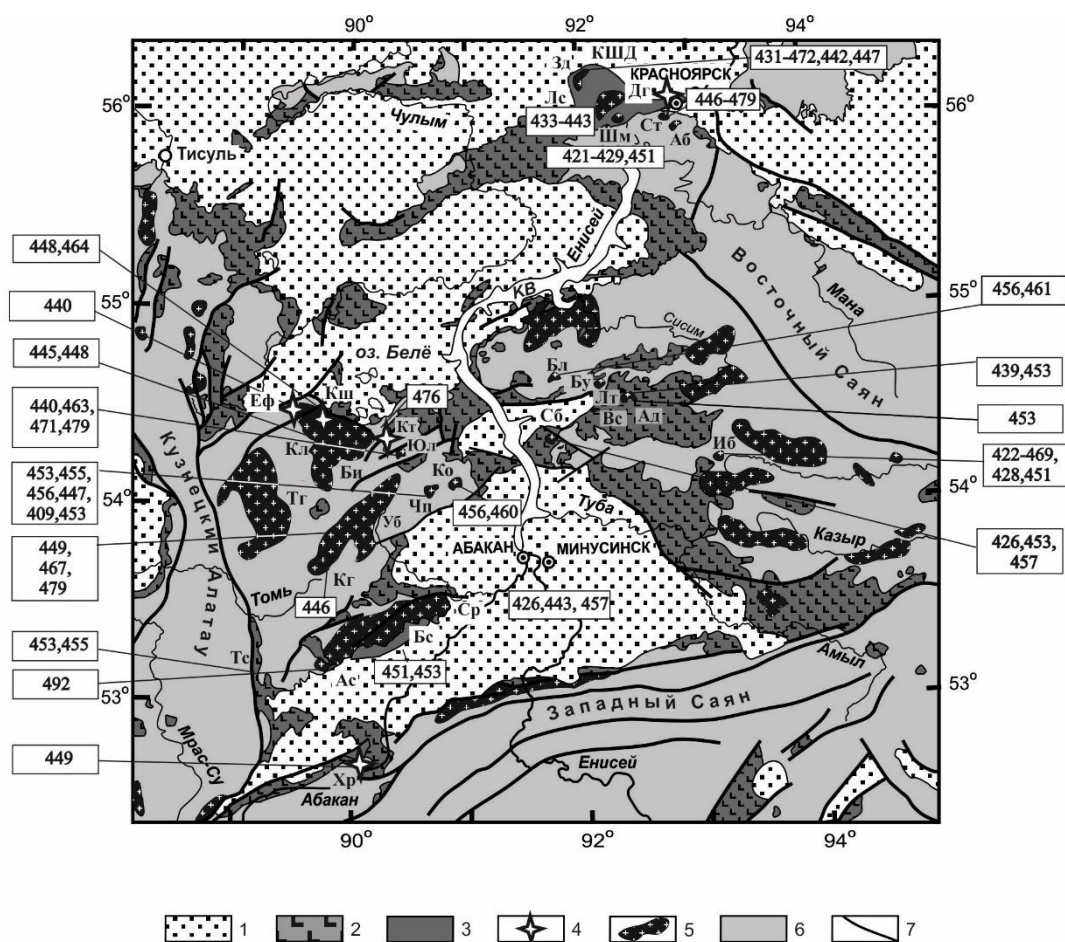 90° 92° 94°
КШД
431-472,442,447
Зд
КРАСНОЯРСК
Дг
446-479
56° 56°
Лс
433-443
Чулым
Шм
Ст
Аб
Тисуль
421-429,451
Енисей
КВ
Восточный Саян
Мана
448,464
55° 55°
456,461
440
Сисим
оз. Белё
445,448
Бл
Бу
439,453
Еф
Кш
476
Лт
453
440,463,
471,479
Кт
Сб
Вс
Ад
Кл
Юл
Иб
422-469,
428,451
Би
Ко
453,455,
456,447,
409,453
54° 54°
Тг
Чп
456,460
Туба
Уб
Казыр
426,453,
457
449,
467,
479
АБАКАН
МИНУСИНСК
Кузнецкий Алатау
Томь
Кг
446
Ср
426,443, 457
453,455
Бс
Тс
451,453
Амыл
492
Ас
53° 53°
Западный Саян
Мрас-Су
449
Хр
Енисей
Абакан
90° 92° 94°
1 2 3 4 5 6 7